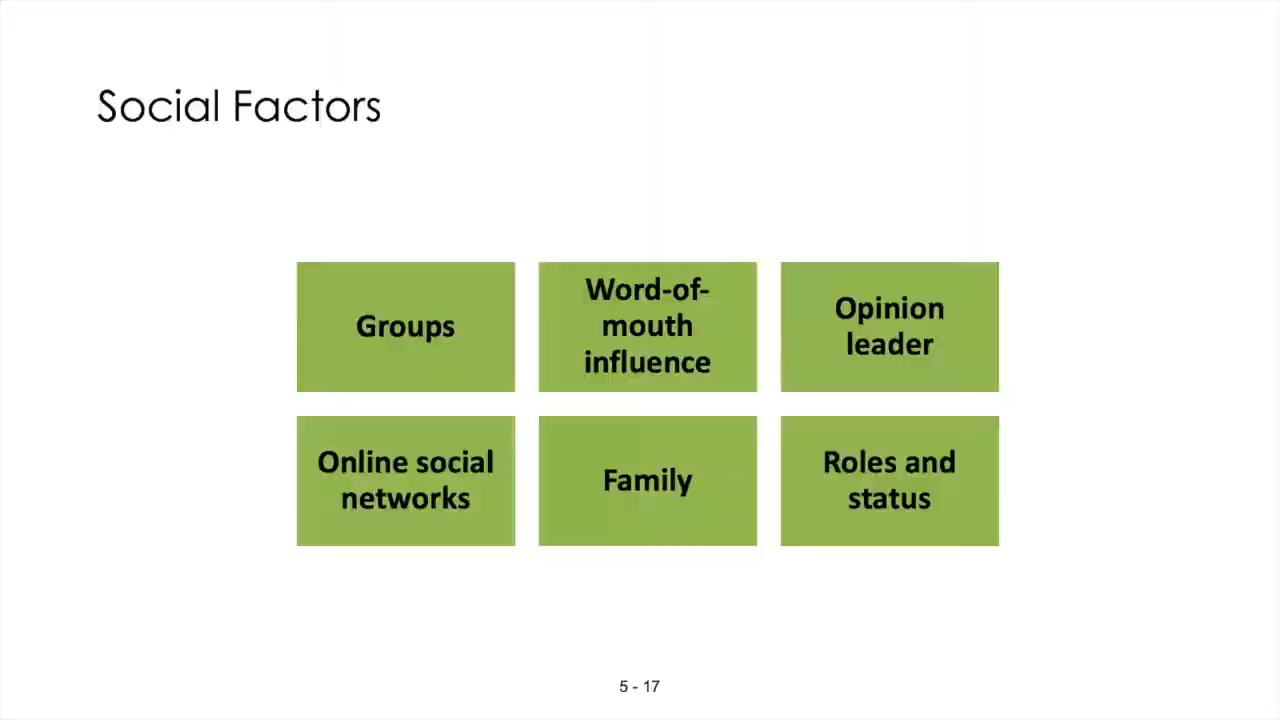 Social Factors
Groups
Word-of-
mouth
influence
Opinion
leader
Online social
networks
Family
Roles and
status
5 - 17